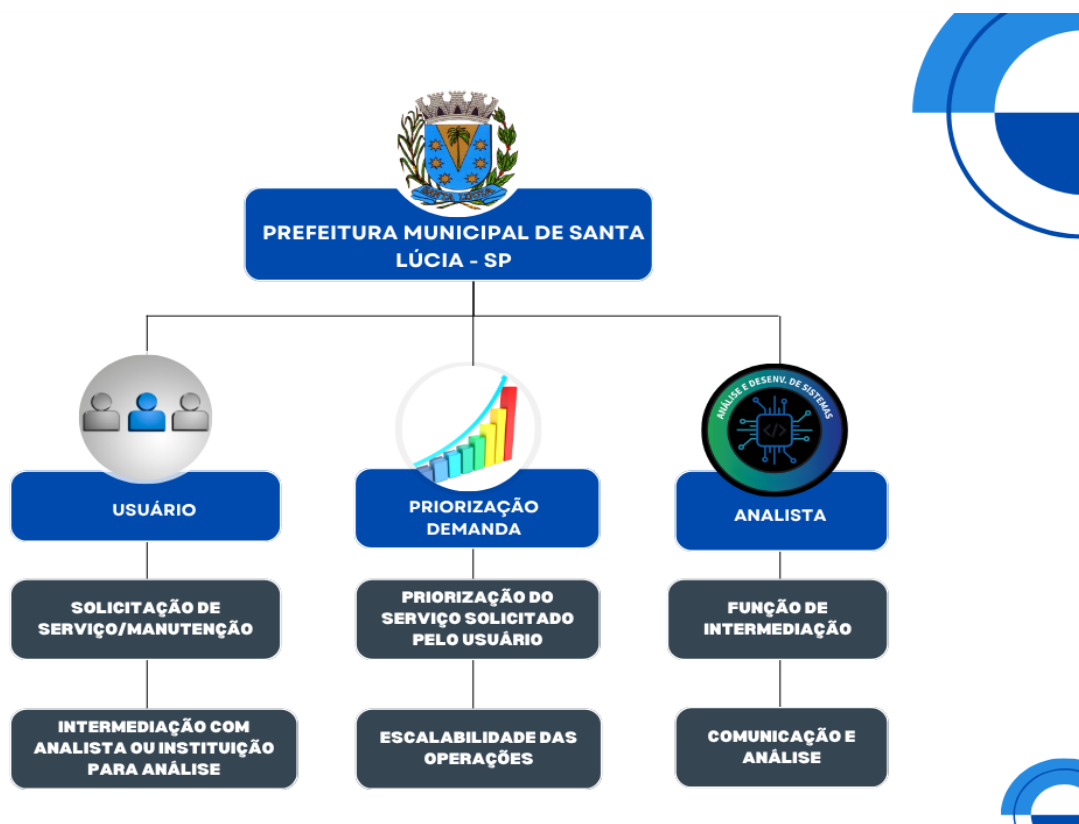 SANTA LÚCIA
PREFEITURA MUNICIPAL DE SANTA
LÚCIA - SP
ANÁLISE E DESENV. DE SISTEMAS
</>
USUÁRIO
PRIORIZAÇÃO
DEMANDA
ANALISTA
SOLICITAÇÃO DE
SERVIÇO/MANUTENÇÃO
PRIORIZAÇÃO DO
SERVIÇO SOLICITADO
PELO USUÁRIO
FUNÇÃO DE
INTERMEDIAÇÃO
INTERMEDIAÇÃO COM
ANALISTA OU INSTITUIÇÃO
PARA ANÁLISE
ESCALABILIDADE DAS
OPERAÇÕES
COMUNICAÇÃO E
ANÁLISE